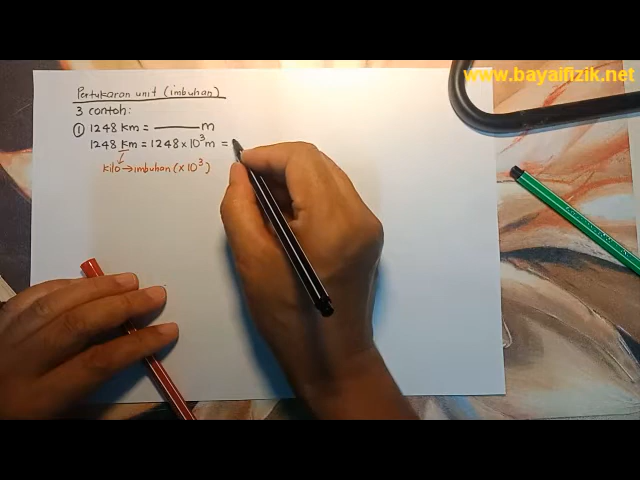 www.bayaifizik.net
Pertukaran unit (imbuhan)
3 contoh:
① 1248 km = ______ m
1248 km = 1248 × 10³ m =
kilo → imbuhan (× 10³)